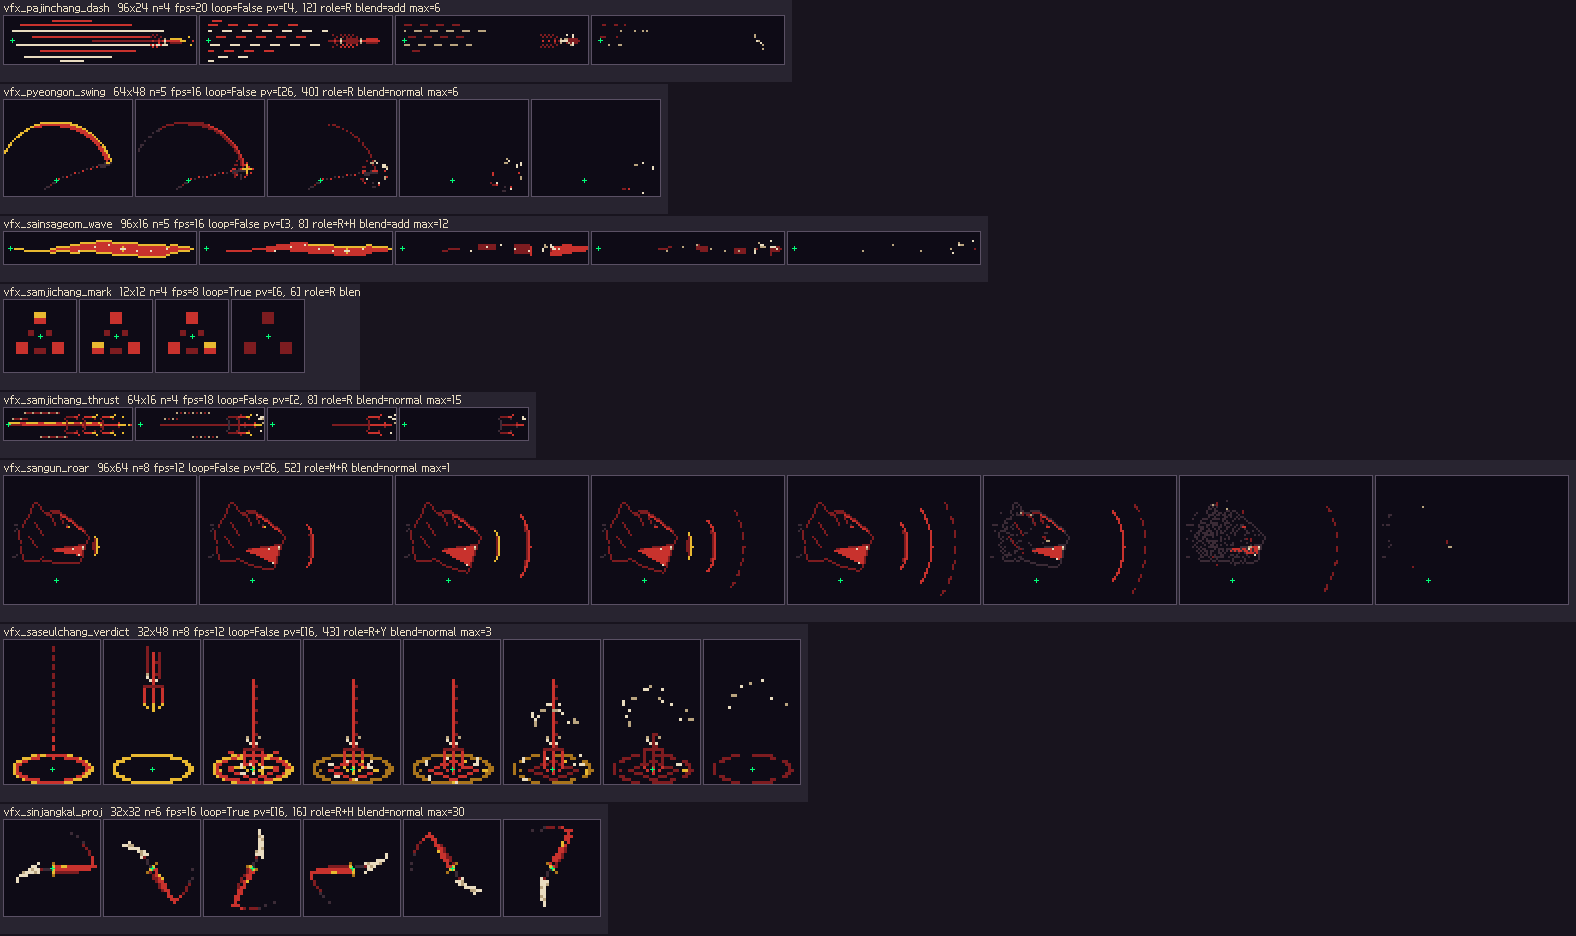 vfx_pajinchang_dash 96x24 n=4 fps=20 loop=False pv=[4, 12] role=R blend=add max=6
vfx_pyeongon_swing 64x48 n=5 fps=16 loop=False pv=[26, 40] role=R blend=normal max=6
vfx_sainsageom_wave 96x16 n=5 fps=16 loop=False pv=[3, 8] role=R+H blend=add max=12
vfx_samjichang_mark 12x12 n=4 fps=8 loop=True pv=[6, 6] role=R blen
vfx_samjichang_thrust 64x16 n=4 fps=18 loop=False pv=[2, 8] role=R blend=normal max=15
vfx_sangun_roar 96x64 n=8 fps=12 loop=False pv=[26, 52] role=M+R blend=normal max=1
vfx_saseulchang_verdict 32x48 n=8 fps=12 loop=False pv=[16, 43] role=R+Y blend=normal max=3
vfx_sinjangkal_proj 32x32 n=6 fps=16 loop=True pv=[16, 16] role=R+H blend=normal max=30